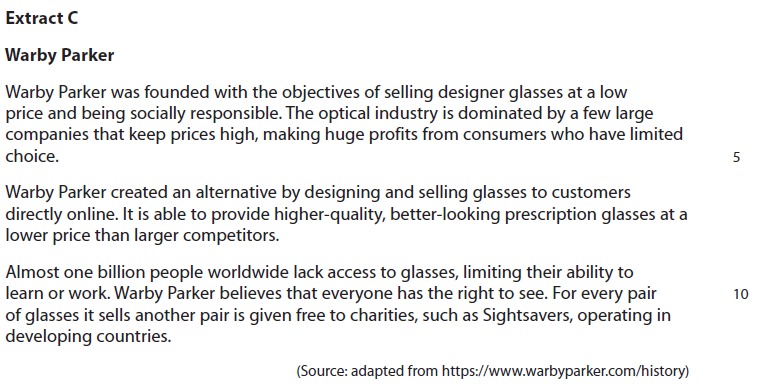 Extract C
Warby Parker
Warby Parker was founded with the objectives of selling designer glasses at a low
price and being socially responsible. The optical industry is dominated by a few large
companies that keep prices high, making huge profits from consumers who have limited
choice. 5
Warby Parker created an alternative by designing and selling glasses to customers
directly online. It is able to provide higher-quality, better-looking prescription glasses at a
lower price than larger competitors.
Almost one billion people worldwide lack access to glasses, limiting their ability to
learn or work. Warby Parker believes that everyone has the right to see. For every pair 10
of glasses it sells another pair is given free to charities, such as Sightsavers, operating in
developing countries.
(Source: adapted from https://www.warbyparker.com/history)